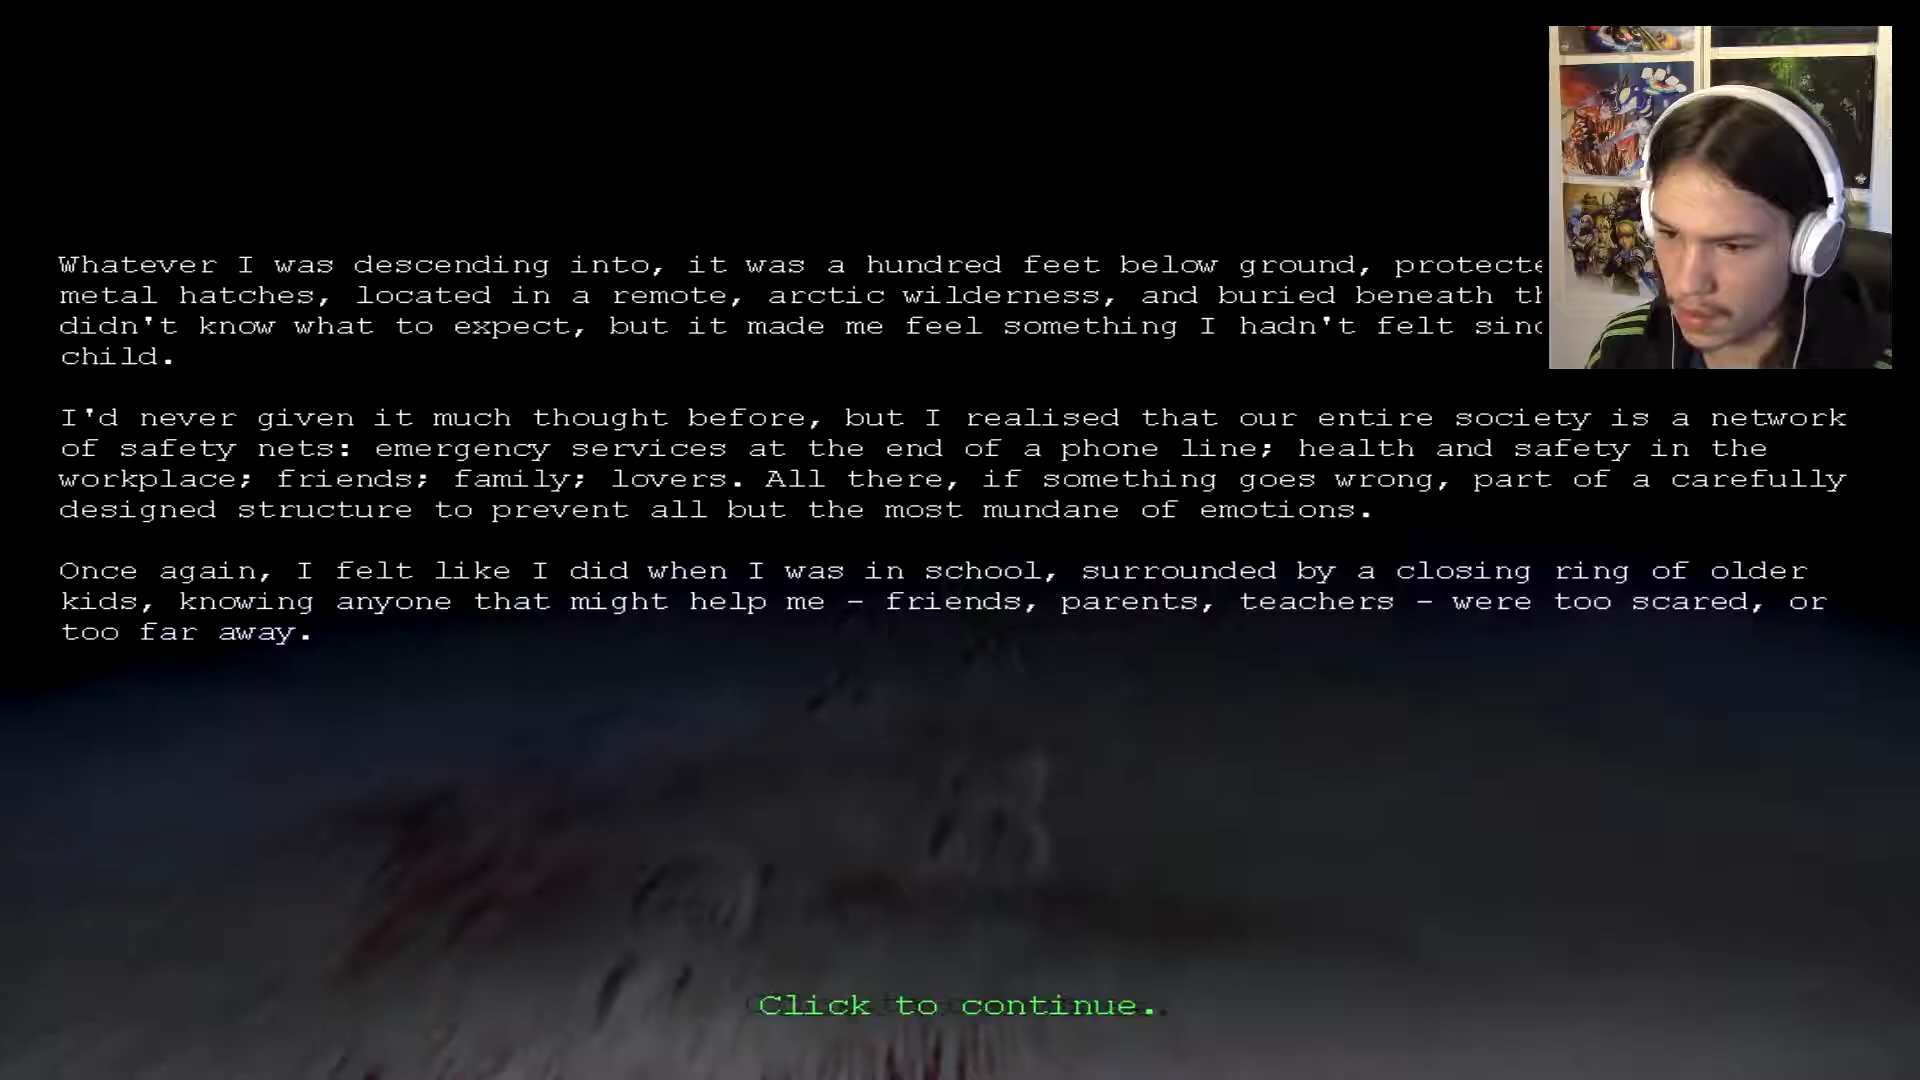 Whatever I was descending into, it was a hundred feet below ground,
metal hatches, located in a remote, arctic wilderness, and buried beneath
didn't know what to expect, but it made me feel something I hadn't felt
child.
I'd never given it much thought before, but I realised that our entire society is a network
of safety nets: emergency services at the end of a phone line; health and safety in the
workplace; friends; family; lovers. All there, if something goes wrong, part of a carefully
designed structure to prevent all but the most mundane of emotions.
Once again, I felt like I did when I was in school, surrounded by a closing ring of older
kids, knowing anyone that might help me - friends, parents, teachers - were too scared, or
too far away.
Click to continue..